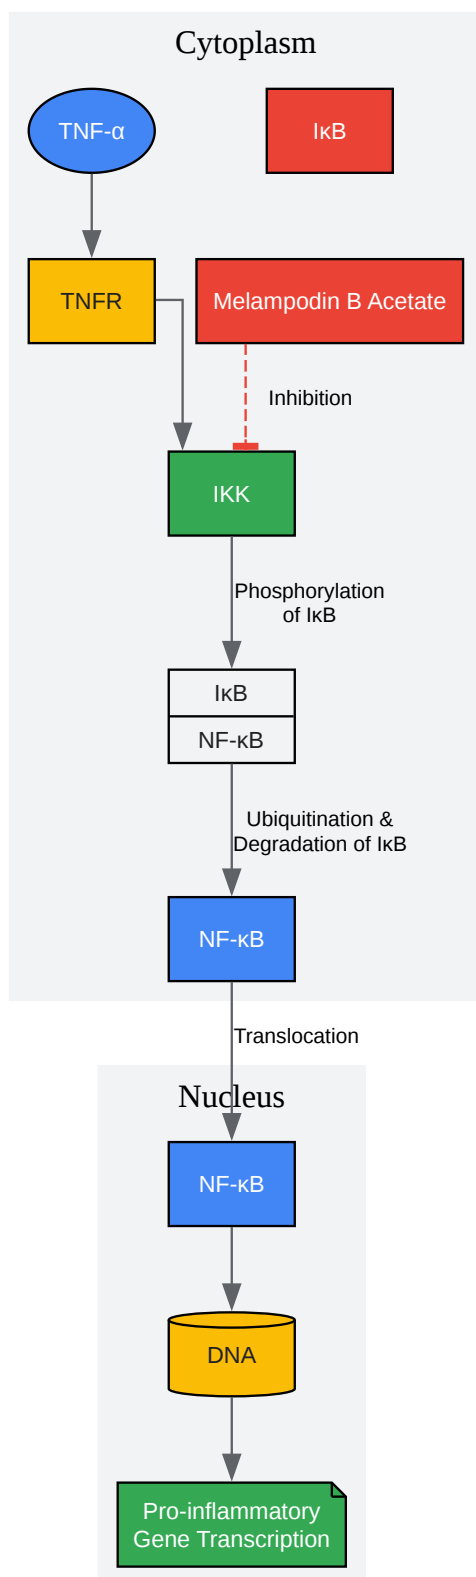 Cytoplasm
TNF-α
IκB
TNFR
Melampodin B Acetate
Inhibition
IKK
Phosphorylation
of IκB
IκB
NF-κB
Ubiquitination &
Degradation of IκB
NF-κB
Translocation
Nucleus
NF-κB
DNA
Pro-inflammatory
Gene Transcription